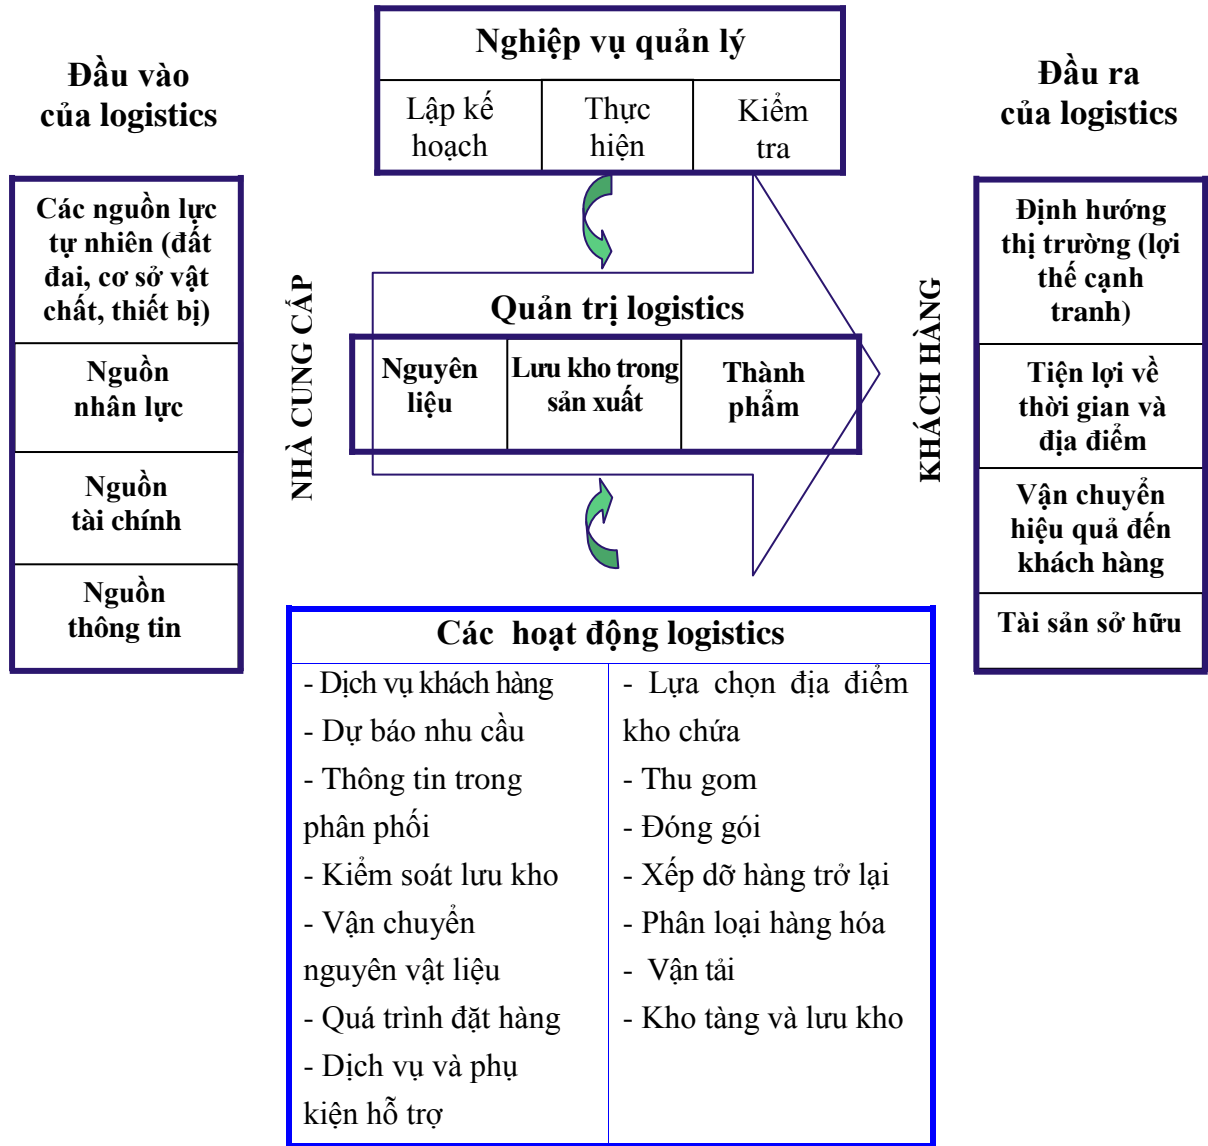 Nghiệp vụ quản lý
Lập kế
hoạch
Thực
hiện
Kiểm
tra
Đầu vào
của logistics
Các nguồn lực
tự nhiên (đất
đai, cơ sở vật
chất, thiết bị)
Nguồn
nhân lực
Nguồn
tài chính
Nguồn
thông tin
NHÀ CUNG CẤP
Quản trị logistics
Nguyên
liệu
Lưu kho trong
sản xuất
Thành
phẩm
KHÁCH HÀNG
Đầu ra
của logistics
Định hướng
thị trường (lợi
thế cạnh
tranh)
Tiện lợi về
thời gian và
địa điểm
Vận chuyển
hiệu quả đến
khách hàng
Tài sản sở hữu
Các hoạt động logistics
- Dịch vụ khách hàng
- Dự báo nhu cầu
- Thông tin trong
phân phối
- Kiểm soát lưu kho
- Vận chuyển
nguyên vật liệu
- Quá trình đặt hàng
- Dịch vụ và phụ
kiện hỗ trợ
- Lựa chọn địa điểm
kho chứa
- Thu gom
- Đóng gói
- Xếp dỡ hàng trở lại
- Phân loại hàng hóa
- Vận tải
- Kho tàng và lưu kho